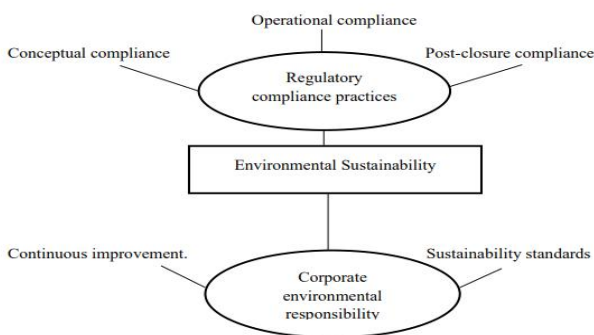 Operational compliance
Conceptual compliance
Post-closure compliance
Regulatory
compliance practices
Environmental Sustainability
Continuous improvement.
Sustainability standards
Corporate
environmental
responsibility